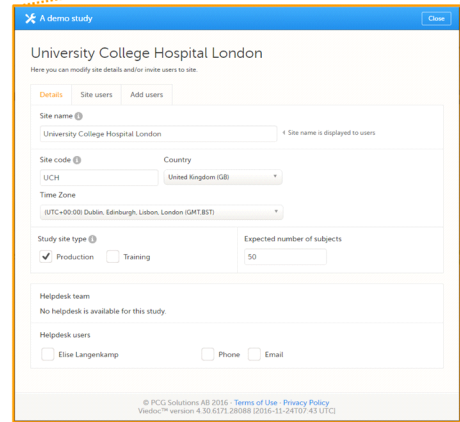 A demo study
Close
University College Hospital London
Here you can modify site details and/or invite users to site.
Details Site users Add users
Site name
University College Hospital London
Site name is displayed to users
Site code Country
UCH United Kingdom (GB)
Time Zone
(UTC+00:00) Dublin, Edinburgh, Lisbon, London (GMT,BST)
Study site type Expected number of subjects
Production Training 50
Helpdesk team
No helpdesk is available for this study.
Helpdesk users
Elise Langenkamp Phone Email
© PCG Solutions AB 2016 - Terms of Use - Privacy Policy
Viedoc™ version 4.30.6171.28088 (2016-11-24T07:43 UTC)